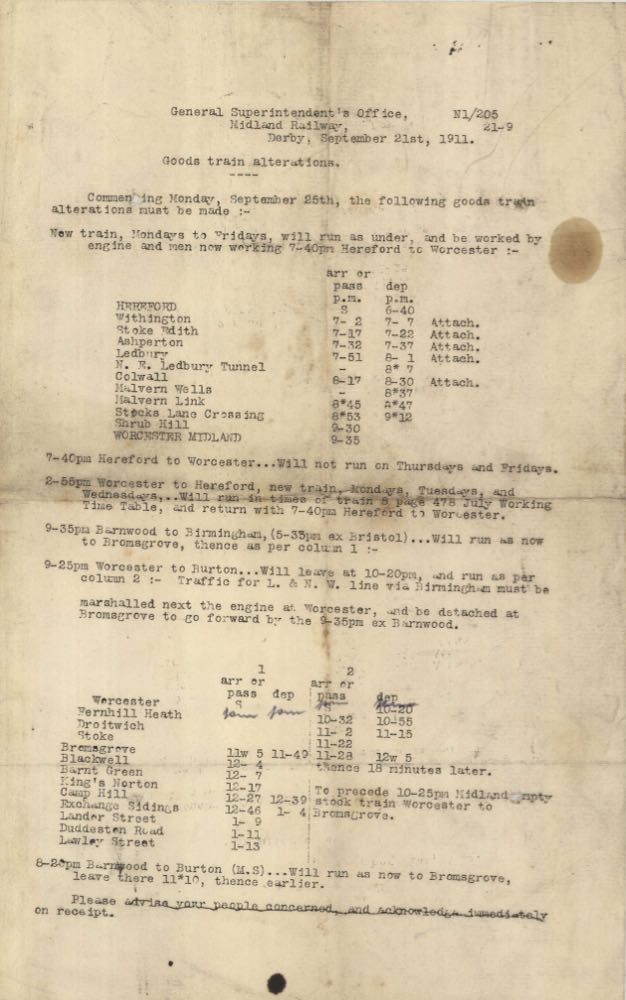 General Superintendent's Office, N1/205
Midland Railway, 21-9
Derby, September 21st, 1911.
Goods train alterations.
----
Commencing Monday, September 25th, the following goods train
alterations must be made :-
New train, Mondays to Fridays, will run as under, and be worked by
engine and men now working 7-40pm Hereford to Worcester :-
arr or
pass dep
p.m. p.m.
HEREFORD S 6-40
Withington 7- 2 7- 7 Attach.
Stoke Edith 7-17 7-22 Attach.
Ashperton 7-32 7-37 Attach.
Ledbury 7-51 8- 1 Attach.
N. E. Ledbury Tunnel - 8* 7
Colwall 8-17 8-30 Attach.
Malvern Wells - 8*37
Malvern Link 8*45 8*47
Stocks Lane Crossing 8*53 9*12
Shrub Hill 9-30
WORCESTER MIDLAND 9-35
7-40pm Hereford to Worcester...Will not run on Thursdays and Fridays.
2-55pm Worcester to Hereford, new train, Mondays, Tuesdays, and
Wednesdays,..Will run in times of train 8 page 478 July Working
Time Table, and return with 7-40pm Hereford to Worcester.
9-35pm Barnwood to Birmingham, (5-35pm ex Bristol)...Will run as now
to Bromsgrove, thence as per column 1 :-
9-25pm Worcester to Burton...Will leave at 10-20pm, and run as per
column 2 :- Traffic for L. & N. W. line via Birmingham must be
marshalled next the engine at Worcester, and be detached at
Bromsgrove to go forward by the 9-35pm ex Barnwood.
1 2
arr or arr or
pass dep pass dep
Worcester S pm pm S 10-20
Fernhill Heath 10-32 10-55
Droitwich 11- 2 11-15
Stoke 11-22
Bromsgrove 11w 5 11-49 11-28 12w 5
Blackwell 12- 4 thence 18 minutes later.
Barnt Green 12- 7
King's Norton 12-17
Camp Hill 12-27 12-39 To precede 10-25pm Midland empty
Exchange Sidings 12-46 1- 4 stock train Worcester to
Lander Street 1- 9 Bromsgrove.
Duddeston Road 1-11
Lawley Street 1-13
8-20pm Barnwood to Burton (M.S)...Will run as now to Bromsgrove,
leave there 11*10, thence earlier.
Please advise your people concerned, and acknowledge immediately
on receipt.